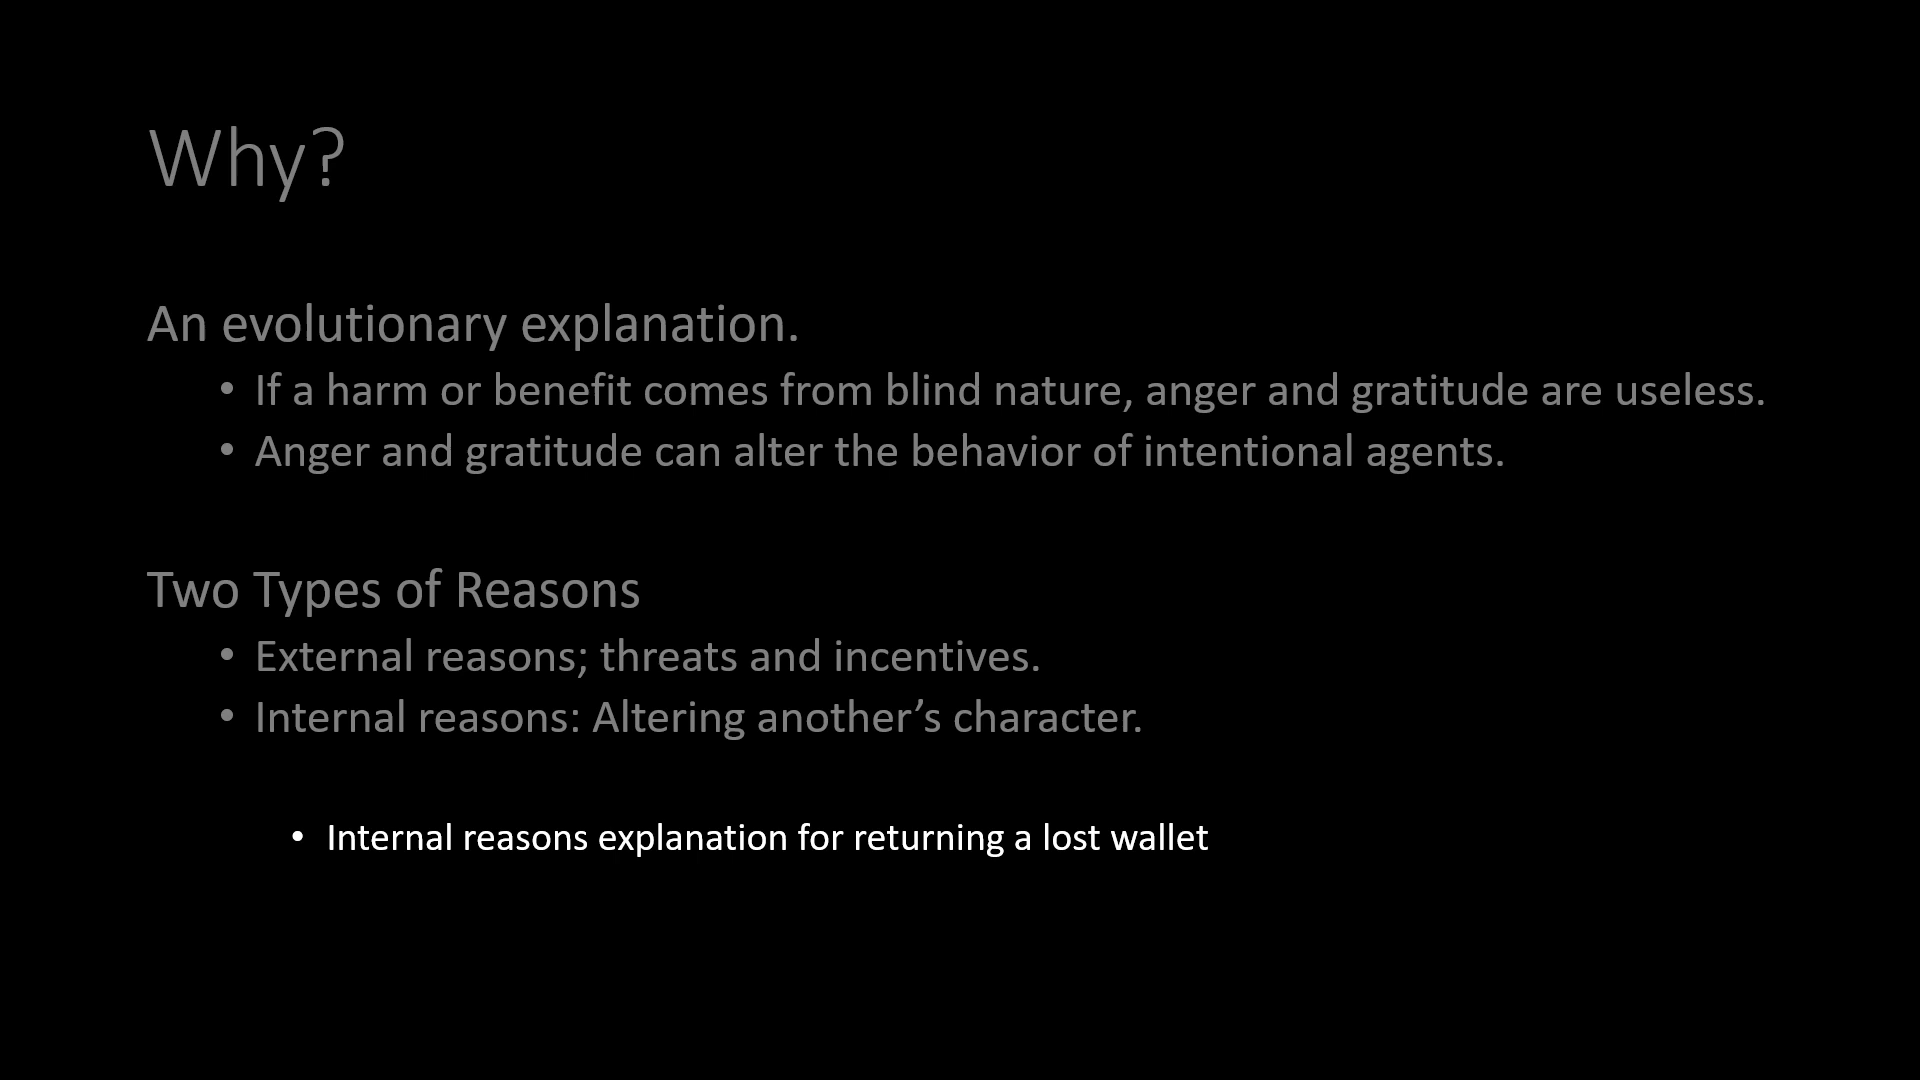 Why?
An evolutionary explanation.
• If a harm or benefit comes from blind nature, anger and gratitude are useless.
• Anger and gratitude can alter the behavior of intentional agents.
Two Types of Reasons
• External reasons; threats and incentives.
• Internal reasons: Altering another’s character.
• Internal reasons explanation for returning a lost wallet